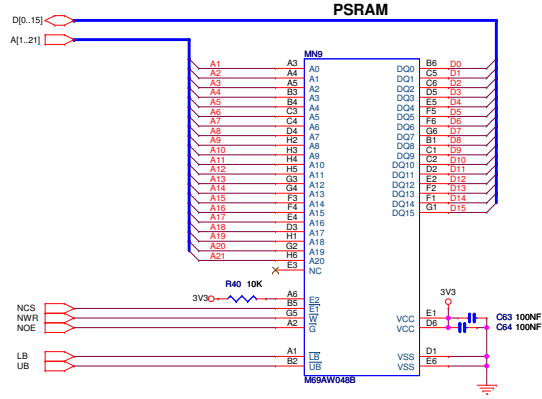 PSRAM
D[0..15]
A[1..21]
MN9
A1 A3 A0 DQ0 B6 D0
A2 A4 A1 DQ1 C5 D1
A3 A5 A2 DQ2 C6 D2
A4 B3 A3 DQ3 D5 D3
A5 B4 A4 DQ4 E5 D4
A6 C3 A5 DQ5 F5 D5
A7 C4 A6 DQ6 F6 D6
A8 D4 A7 DQ7 G6 D7
A9 H2 A8 DQ8 B1 D8
A10 H3 A9 DQ9 C1 D9
A11 H4 A10 DQ10 C2 D10
A12 H5 A11 DQ11 D2 D11
A13 G3 A12 DQ12 E2 D12
A14 G4 A13 DQ13 F2 D13
A15 F3 A14 DQ14 F1 D14
A16 F4 A15 DQ15 G1 D15
A17 E4 A16
A18 D3 A17
A19 H1 A18
A20 G2 A19
A21 H6 A20
E3 NC
R40 10K
3V3 A6 E2
3V3
NCS B5 E1
NWR G5 W
NOE A2 G
VCC E1 C63 100NF
VCC D6 C64 100NF
LB A1 LB VSS D1
UB B2 UB VSS E6
M69AW048B